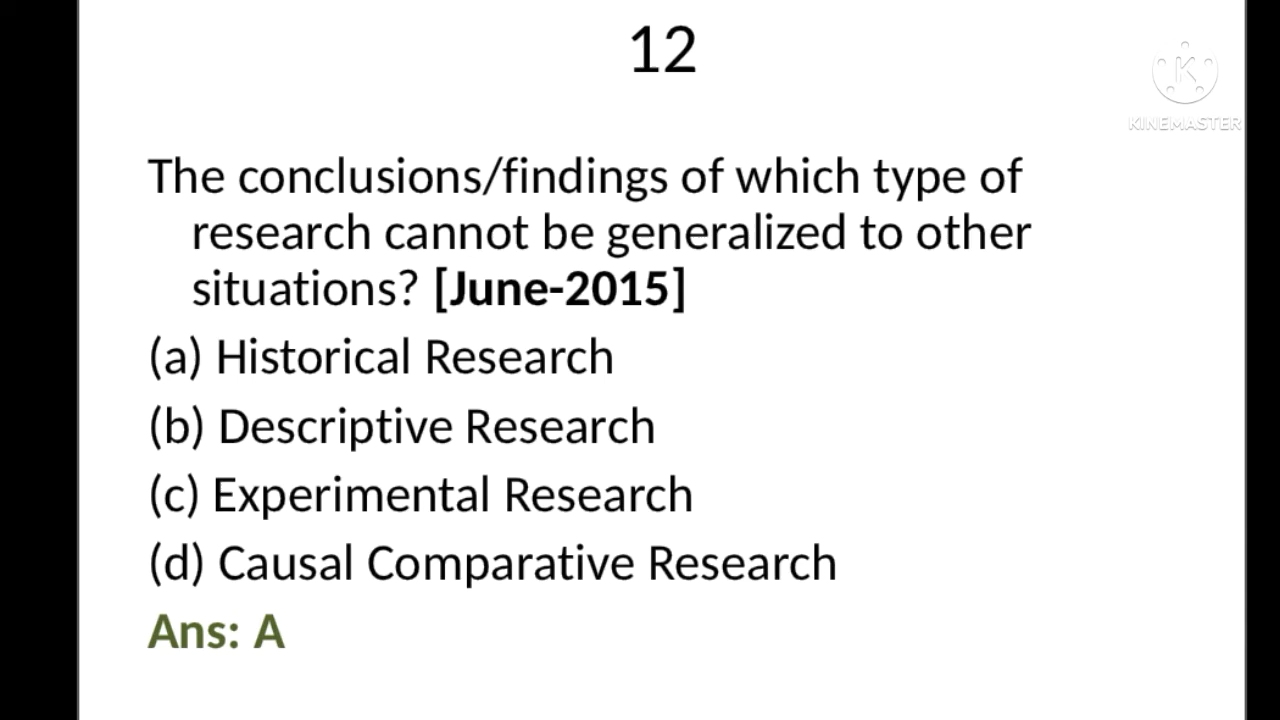 12
KINEMASTER
The conclusions/findings of which type of
research cannot be generalized to other
situations? [June-2015]
(a) Historical Research
(b) Descriptive Research
(c) Experimental Research
(d) Causal Comparative Research
Ans: A